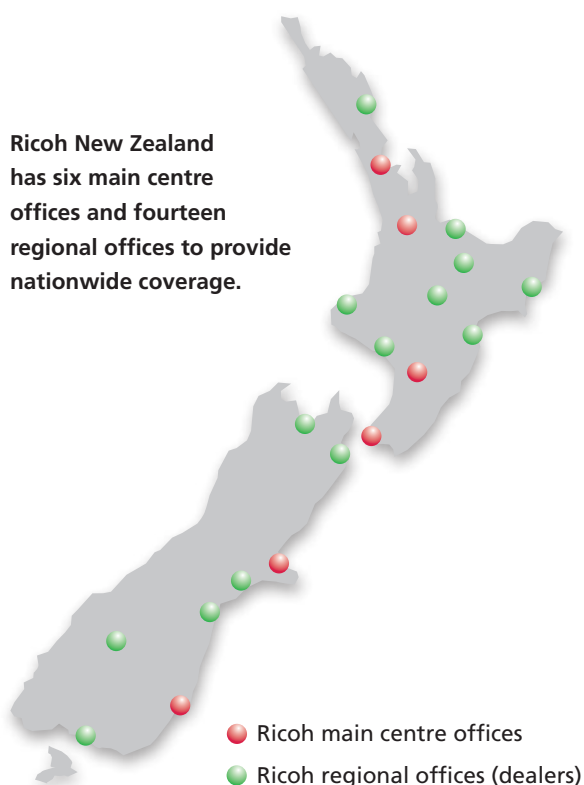 Ricoh New Zealand
has six main centre
offices and fourteen
regional offices to provide
nationwide coverage.
Ricoh main centre offices
Ricoh regional offices (dealers)